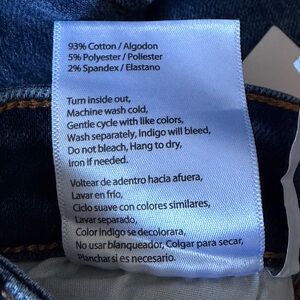 93% Cotton / Algodon
5% Polyester / Poliester
2% Spandex / Elastano
Turn inside out,
Machine wash cold,
Gentle cycle with like colors,
Wash separately, Indigo will bleed,
Do not bleach, Hang to dry,
Iron if needed.
Voltear de adentro hacia afuera,
Lavar en frío,
Ciclo suave con colores similares,
Lavar separado,
Color Indigo se decolorara,
No usar blanqueador, Colgar para secar,
Planchar si es necesario.